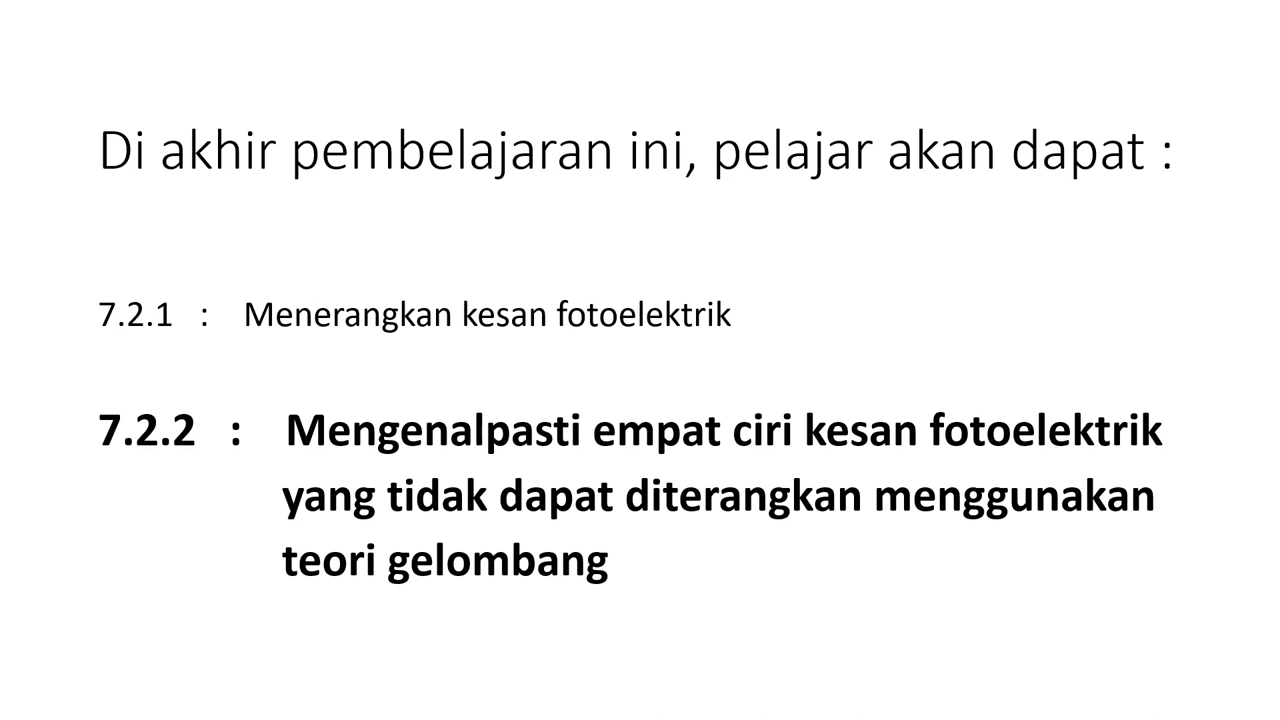 Di akhir pembelajaran ini, pelajar akan dapat :
7.2.1 : Menerangkan kesan fotoelektrik
7.2.2 : Mengenalpasti empat ciri kesan fotoelektrik
yang tidak dapat diterangkan menggunakan
teori gelombang